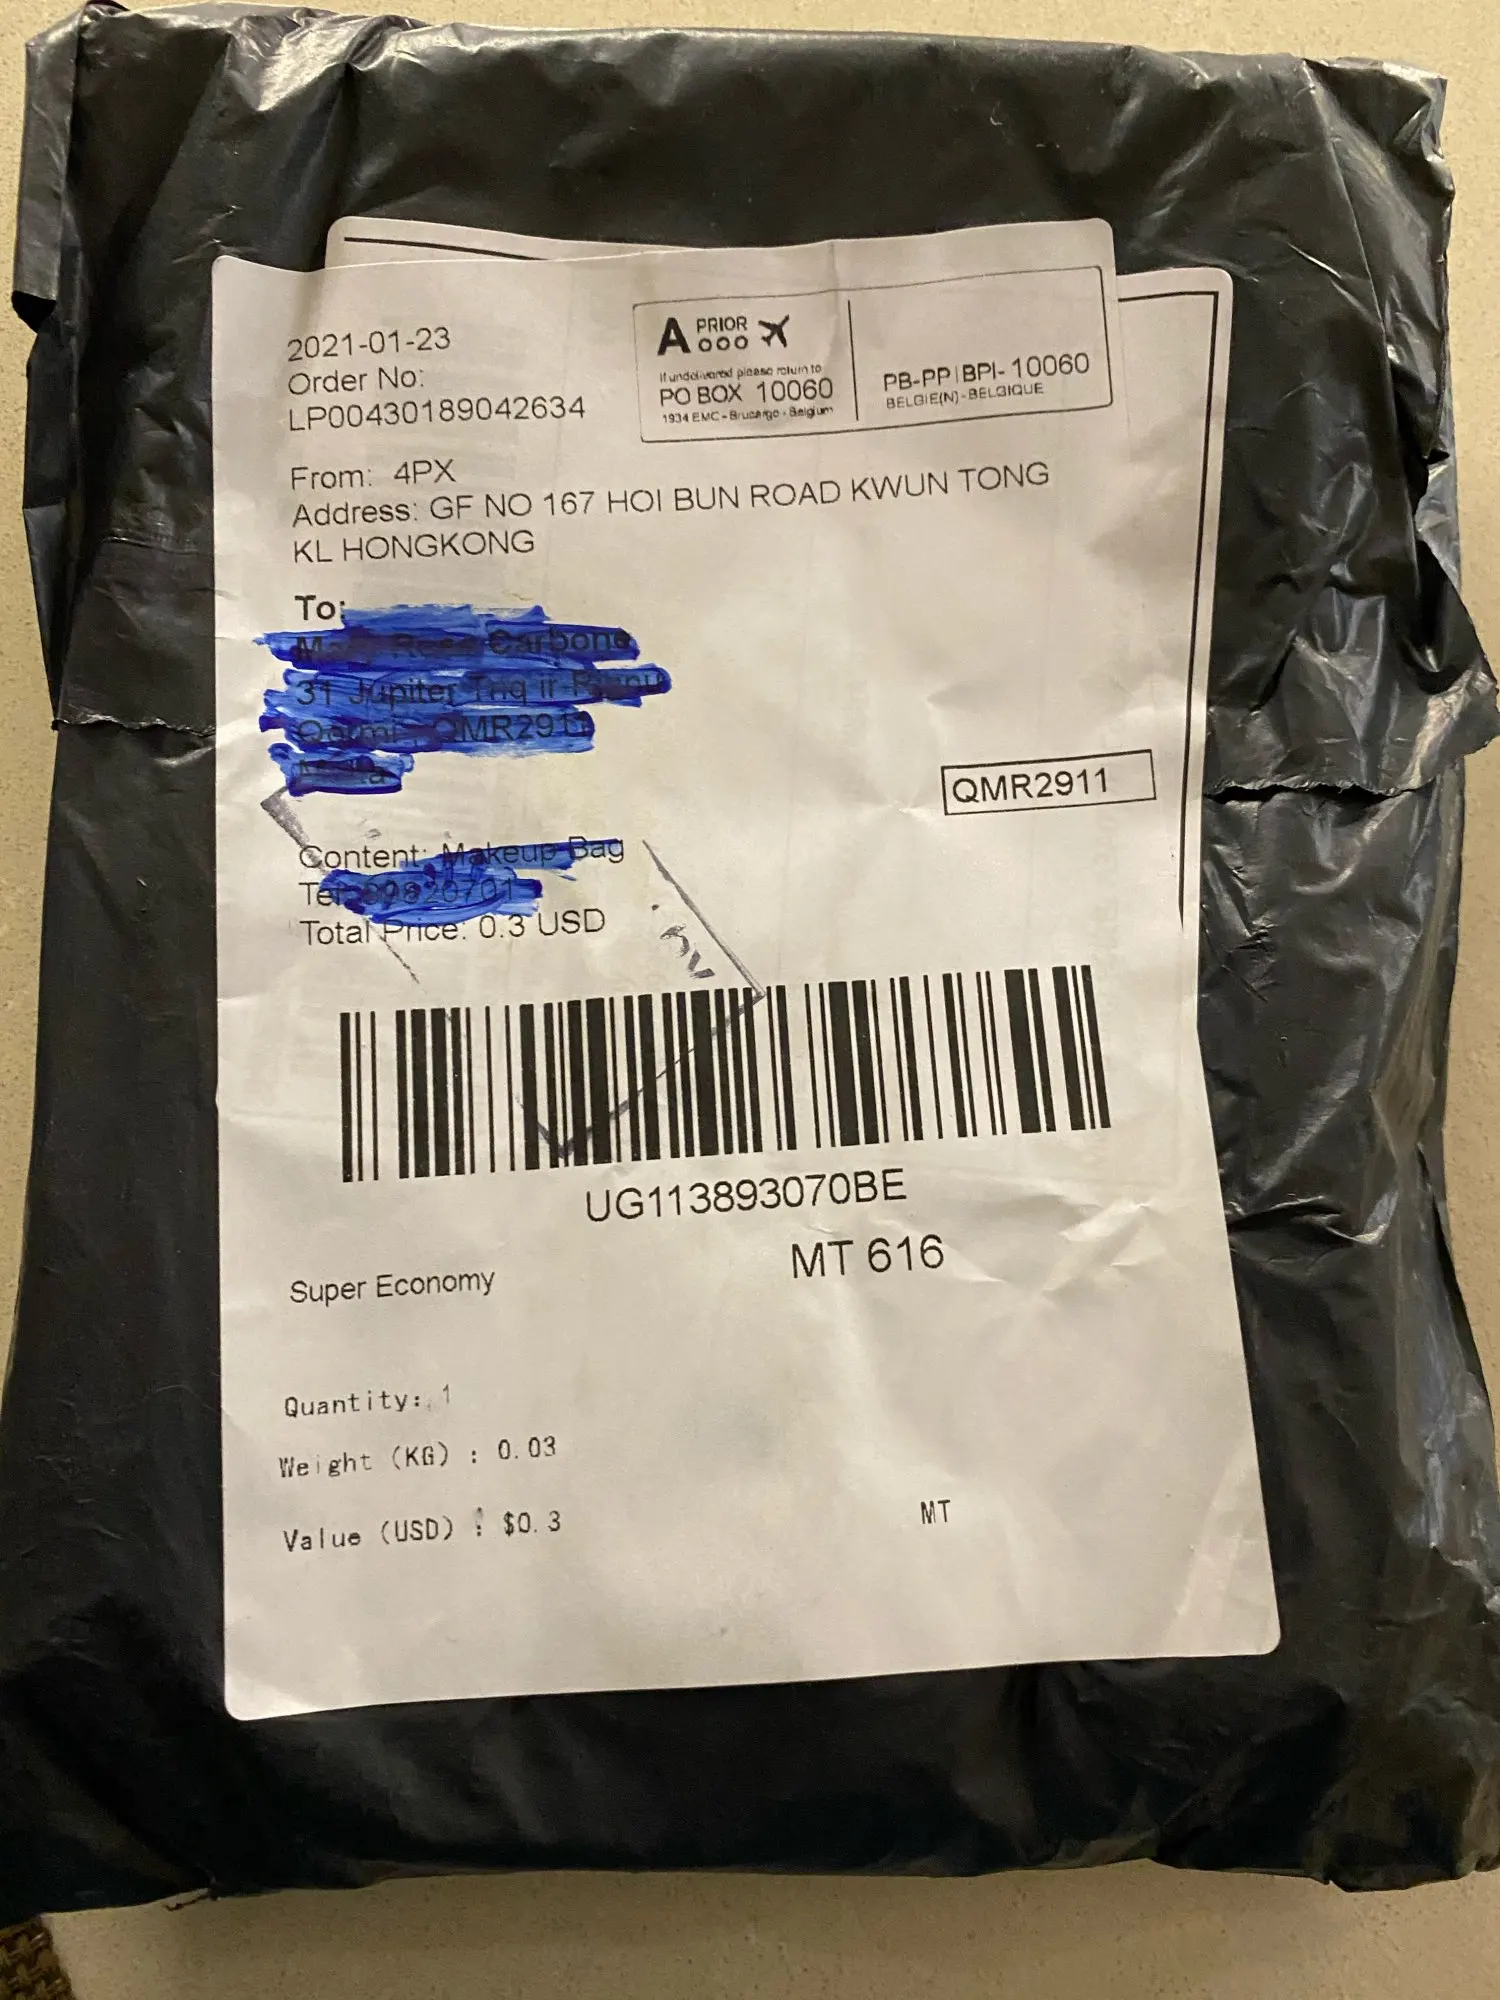 2021-01-23
Order No:
LP00430189042634
A PRIOR
If undelivered please return to
PO BOX 10060
1934 EMC - Brucargo - Belgium
PB-PP | BPI- 10060
BELGIE(N) - BELGIQUE
From: 4PX
Address: GF NO 167 HOI BUN ROAD KWUN TONG
KL HONGKONG
To:
QMR2911
Content: Makeup Bag
Tel:
Total Price: 0.3 USD
UG113893070BE
MT 616
Super Economy
Quantity: 1
Weight (KG) : 0.03
Value (USD) : $0.3
MT